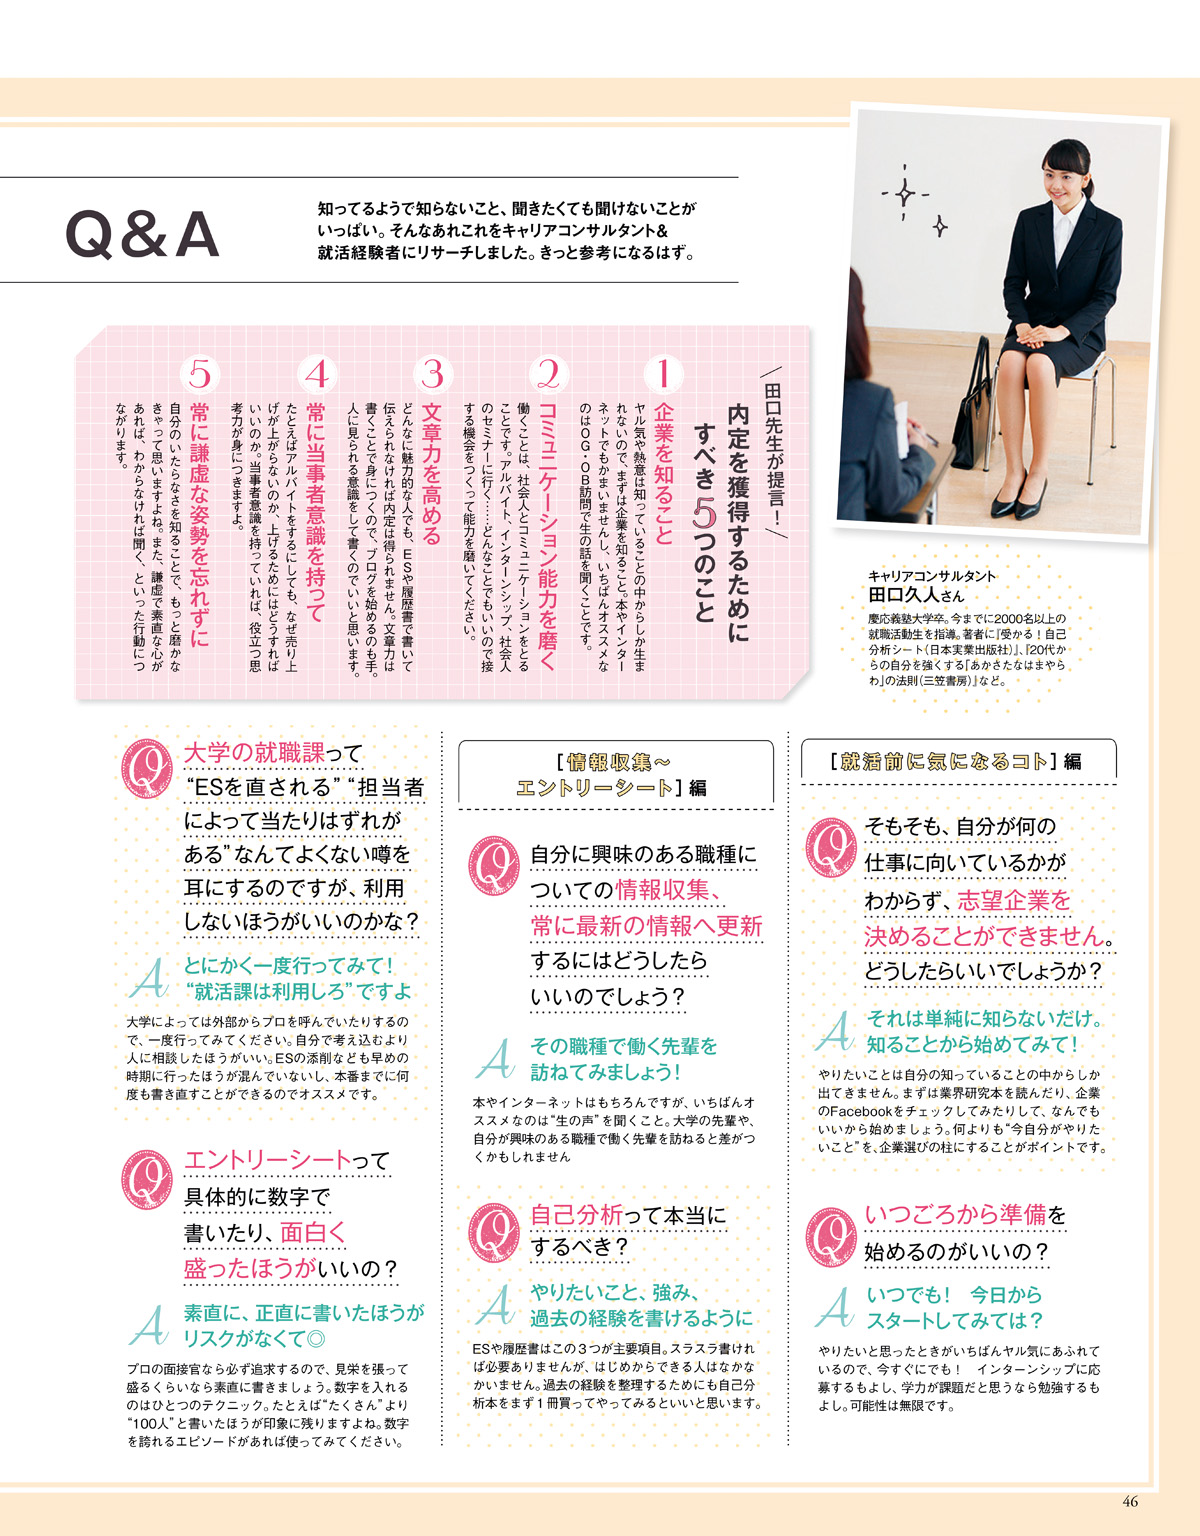 Q&A
知ってるようで知らないこと、聞きたくても聞けないことが
いっぱい。そんなあれこれをキャリアコンサルタント&
就活経験者にリサーチしました。きっと参考になるはず。
キャリアコンサルタント
田口久人さん
慶応義塾大学卒。今までに2000名以上の
就職活動生を指導。著者に『受かる!自己
分析シート(日本実業出版社)』、『20代か
らの自分を強くする「あかさたなはまやら
わ」の法則(三笠書房)』など。
田口先生が提言!
内定を獲得するために
すべき5つのこと
1
企業を知ること
ヤル気や熱意は知っていることの中からしか生ま
れないので、まずは企業を知ること。本やインター
ネットでもかまいませんし、いちばんオススメな
のはOG・OB訪問で生の話を聞くことです。
2
コミュニケーション能力を磨く
働くことは、社会人とコミュニケーションをとる
ことです。アルバイト、インターンシップ、社会人
のセミナーに行く……どんなことでもいいので接
する機会をつくって能力を磨いてください。
3
文章力を高める
どんなに魅力的な人でも、ESや履歴書で書いて
伝えられなければ内定は得られません。文章力は
書くことで身につくので、ブログを始めるのも手。
人に見られる意識をして書くのでいいと思います。
4
常に当事者意識を持って
たとえばアルバイトをするにしても、なぜ売り上
げが上がらないのか、上げるためにはどうすれば
いいのか。当事者意識を持っていれば、役立つ思
考力が身につきますよ。
5
常に謙虚な姿勢を忘れずに
自分のいたらなさを知ることで、もっと磨かな
きゃって思いますよね。また、謙虚で素直な心が
あれば、わからなければ聞く、といった行動につ
ながります。
[就活前に気になるコト]編
Q
そもそも、自分が何の
仕事に向いているかが
わからず、志望企業を
決めることができません。
どうしたらいいでしょうか?
A
それは単純に知らないだけ。
知ることから始めてみて!
やりたいことは自分の知っていることの中からしか
出てきません。まずは業界研究本を読んだり、企業
のFacebookをチェックしてみたりして、なんでも
いいから始めましょう。何よりも“今自分がやりた
いこと”を、企業選びの柱にすることがポイントです。
Q
いつごろから準備を
始めるのがいいの?
A
いつでも! 今日から
スタートしてみては?
やりたいと思ったときがいちばんヤル気にあふれて
いるので、今すぐにでも! インターンシップに応
募するもよし、学力が課題だと思うなら勉強するも
よし。可能性は無限です。
[情報収集〜
エントリーシート]編
Q
自分に興味のある職種に
ついての情報収集、
常に最新の情報へ更新
するにはどうしたら
いいのでしょう?
A
その職種で働く先輩を
訪ねてみましょう!
本やインターネットはもちろんですが、いちばんオ
ススメなのは“生の声”を聞くこと。大学の先輩や、
自分が興味のある職種で働く先輩を訪ねると差がつ
くかもしれません
Q
自己分析って本当に
するべき?
A
やりたいこと、強み、
過去の経験を書けるように
ESや履歴書はこの3つが主要項目。スラスラ書けれ
ば必要ありませんが、はじめからできる人はなかな
かいません。過去の経験を整理するためにも自己分
析本をまず1冊買ってやってみるといいと思います。
Q
大学の就職課って
“ESを直される”“担当者
によって当たりはずれが
ある”なんてよくない噂を
耳にするのですが、利用
しないほうがいいのかな?
A
とにかく一度行ってみて!
“就活課は利用しろ”ですよ
大学によっては外部からプロを呼んでいたりするの
で、一度行ってみてください。自分で考え込むより
人に相談したほうがいい。ESの添削なども早めの
時期に行ったほうが混んでいないし、本番までに何
度も書き直すことができるのでオススメです。
Q
エントリーシートって
具体的に数字で
書いたり、面白く
盛ったほうがいいの?
A
素直に、正直に書いたほうが
リスクがなくて◎
プロの面接官なら必ず追求するので、見栄を張って
盛るくらいなら素直に書きましょう。数字を入れる
のはひとつのテクニック。たとえば“たくさん”より
“100人”と書いたほうが印象に残りますよね。数字
を誇れるエピソードがあれば使ってみてください。
46